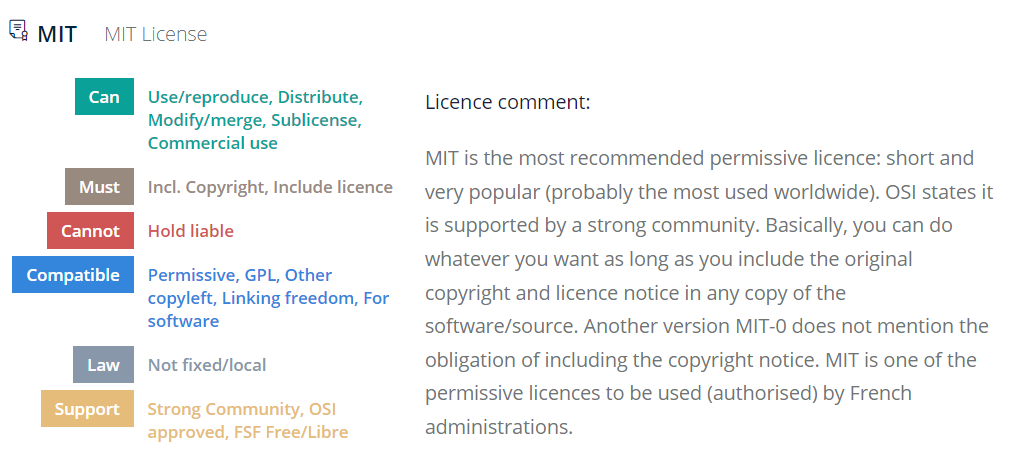 MIT MIT License
Can
Use/reproduce, Distribute,
Modify/merge, Sublicense,
Commercial use
Must
Incl. Copyright, Include licence
Cannot
Hold liable
Compatible
Permissive, GPL, Other
copyleft, Linking freedom, For
software
Law
Not fixed/local
Support
Strong Community, OSI
approved, FSF Free/Libre
Licence comment:
MIT is the most recommended permissive licence: short and
very popular (probably the most used worldwide). OSI states it
is supported by a strong community. Basically, you can do
whatever you want as long as you include the original
copyright and licence notice in any copy of the
software/source. Another version MIT-0 does not mention the
obligation of including the copyright notice. MIT is one of the
permissive licences to be used (authorised) by French
administrations.